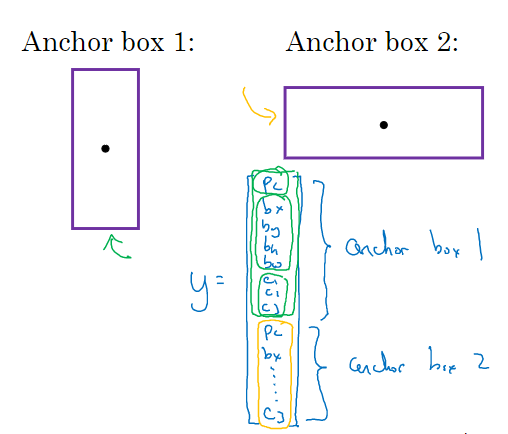 Anchor box 1:
Anchor box 2:
y =
pc
bx
by
bh
bw
c1
c1
c3
pc
bx
⋮
c3
anchor box 1
anchor box 2